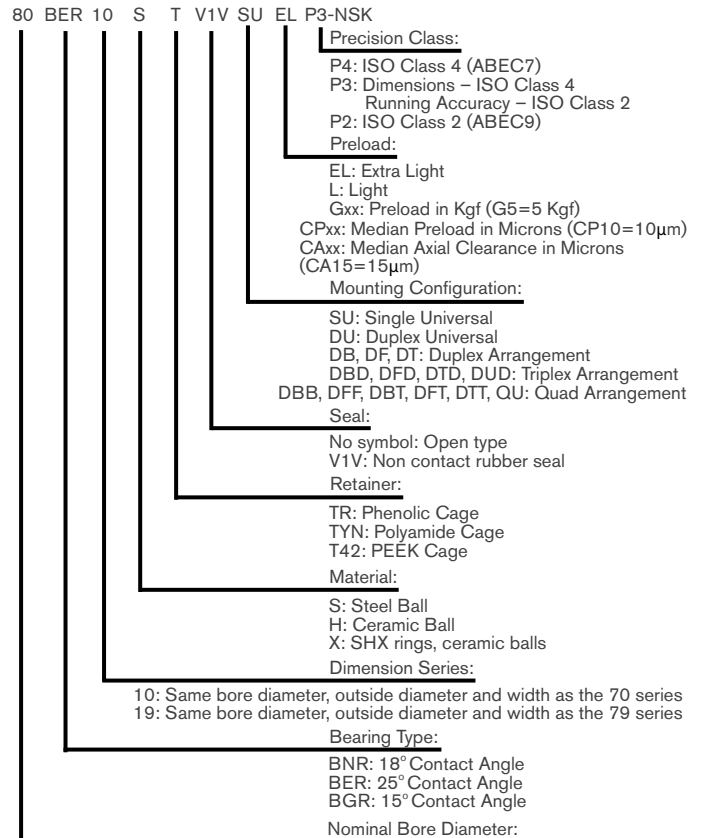 80 BER 10 S T V1V SU EL P3-NSK
Precision Class:
P4: ISO Class 4 (ABEC7)
P3: Dimensions – ISO Class 4
Running Accuracy – ISO Class 2
P2: ISO Class 2 (ABEC9)
Preload:
EL: Extra Light
L: Light
Gxx: Preload in Kgf (G5=5 Kgf)
CPxx: Median Preload in Microns (CP10=10μm)
CAxx: Median Axial Clearance in Microns
(CA15=15μm)
Mounting Configuration:
SU: Single Universal
DU: Duplex Universal
DB, DF, DT: Duplex Arrangement
DBD, DFD, DTD, DUD: Triplex Arrangement
DBB, DFF, DBT, DFT, DTT, QU: Quad Arrangement
Seal:
No symbol: Open type
V1V: Non contact rubber seal
Retainer:
TR: Phenolic Cage
TYN: Polyamide Cage
T42: PEEK Cage
Material:
S: Steel Ball
H: Ceramic Ball
X: SHX rings, ceramic balls
Dimension Series:
10: Same bore diameter, outside diameter and width as the 70 series
19: Same bore diameter, outside diameter and width as the 79 series
Bearing Type:
BNR: 18° Contact Angle
BER: 25° Contact Angle
BGR: 15° Contact Angle
Nominal Bore Diameter: